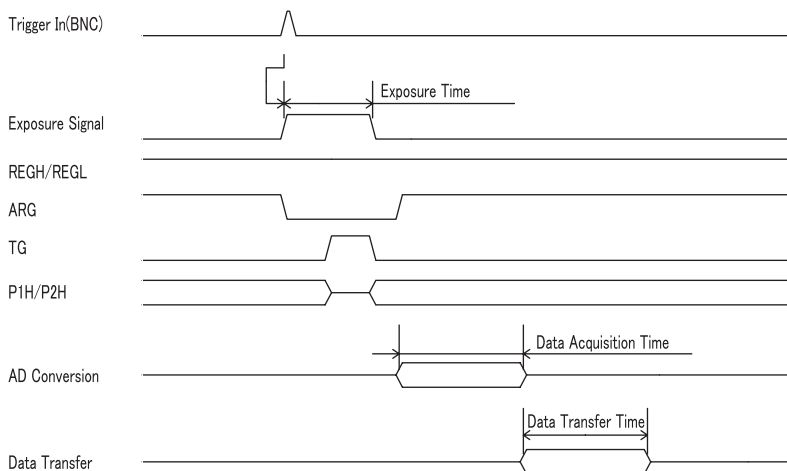 Trigger In(BNC)
Exposure Time
Exposure Signal
REGH/REGL
ARG
TG
P1H/P2H
Data Acquisition Time
AD Conversion
Data Transfer Time
Data Transfer